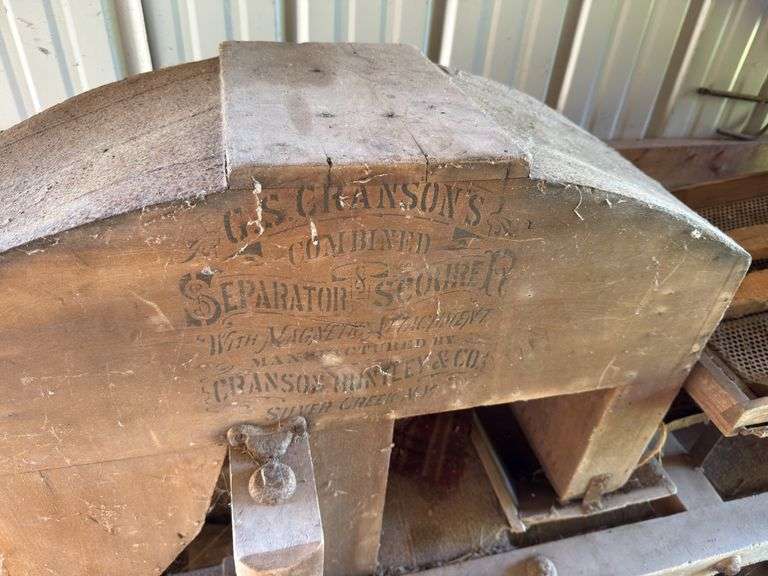 G.S. CRANSON'S
COMBINED
SEPARATOR & SCOURER
WITH MAGNETIC ATTACHMENT
MANUFACTURED BY
CRANSON, HUNTLEY & CO.
SILVER CREEK N.Y.